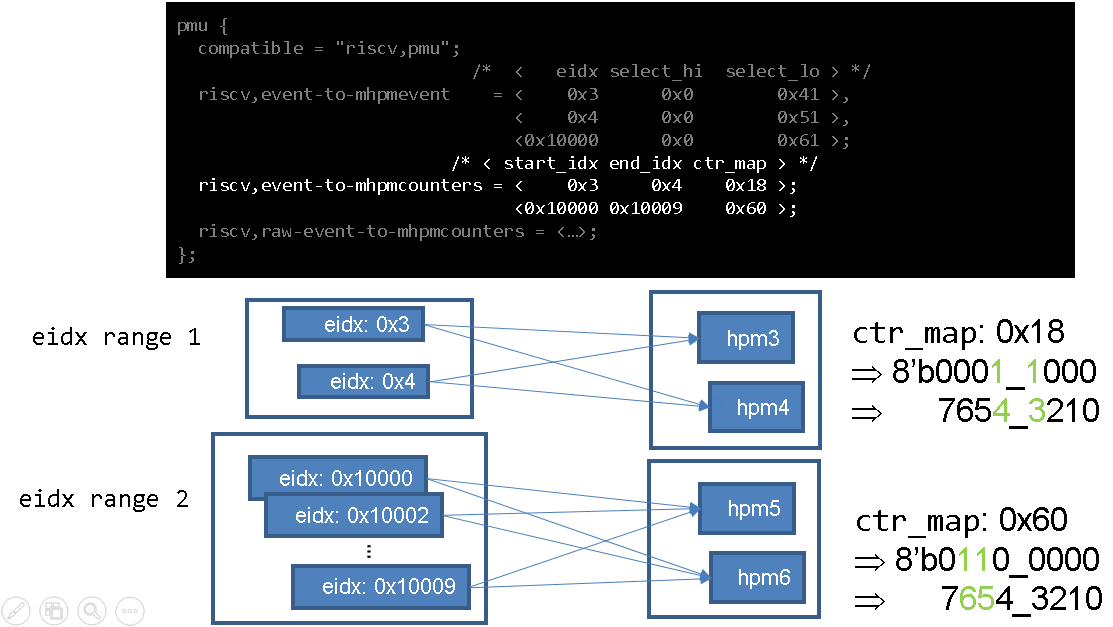 pmu {
compatible = "riscv,pmu";
/* < eidx select_hi select_lo > */
riscv,event-to-mhpmevent = < 0x3 0x0 0x41 >,
< 0x4 0x0 0x51 >,
<0x10000 0x0 0x61 >;
/* < start_idx end_idx ctr_map > */
riscv,event-to-mhpmcounters = < 0x3 0x4 0x18 >;
<0x10000 0x10009 0x60 >;
riscv,raw-event-to-mhpmcounters = <…>;
};
eidx range 1
eidx: 0x3
eidx: 0x4
hpm3
hpm4
ctr_map: 0x18
⇒ 8’b0001_1000
⇒ 7654_3210
eidx range 2
eidx: 0x10000
eidx: 0x10002
⋮
eidx: 0x10009
hpm5
hpm6
ctr_map: 0x60
⇒ 8’b0110_0000
⇒ 7654_3210